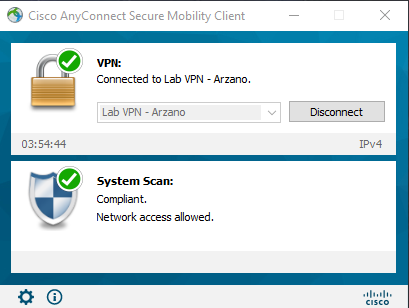 Cisco AnyConnect Secure Mobility Client
VPN:
Connected to Lab VPN - Arzano.
Lab VPN - Arzano
Disconnect
03:54:44
IPv4
System Scan:
Compliant.
Network access allowed.
CISCO